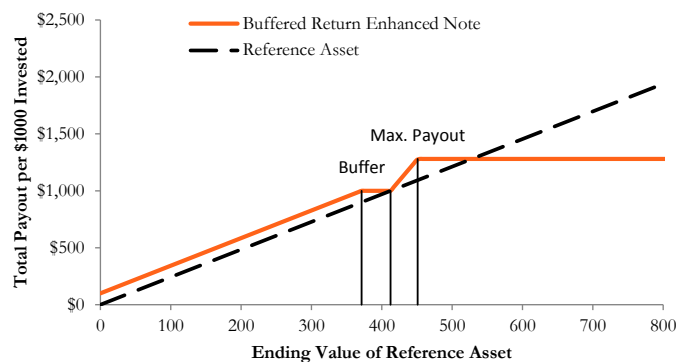 $2,500
Buffered Return Enhanced Note
Reference Asset
$2,000
$1,500
Max. Payout
Buffer
$1,000
$500
$0
0 100 200 300 400 500 600 700 800
Total Payout per $1000 Invested
Ending Value of Reference Asset